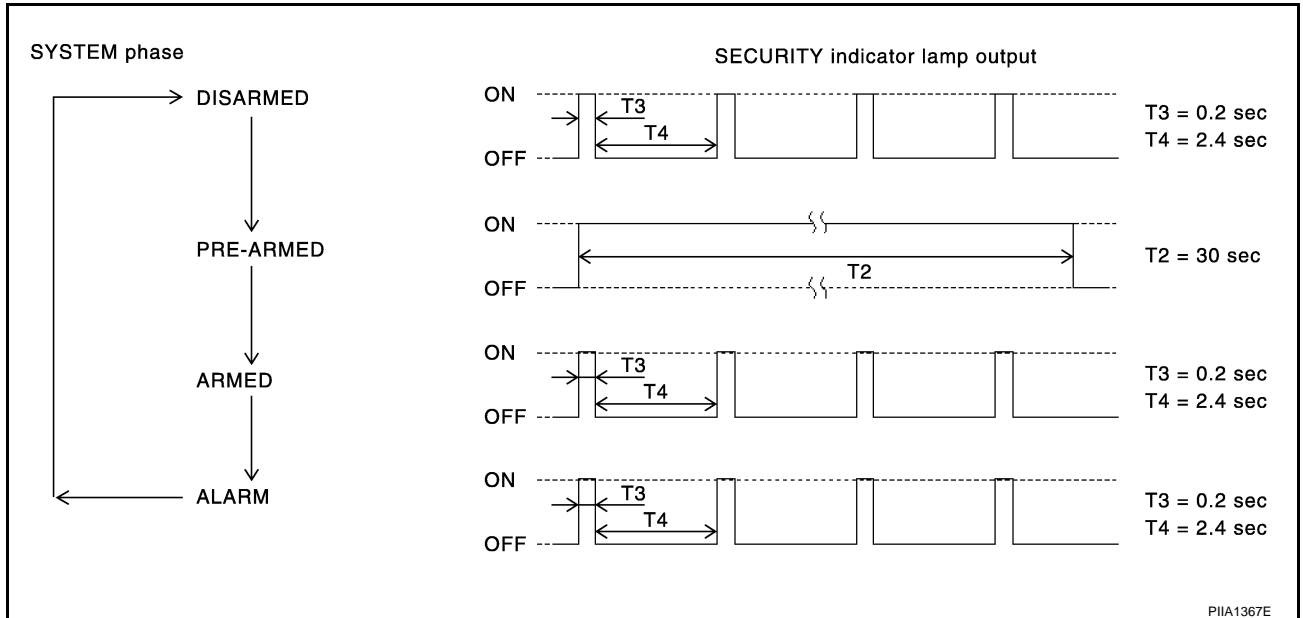 SYSTEM phase
SECURITY indicator lamp output
DISARMED
ON
OFF
T3
T4
T3 = 0.2 sec
T4 = 2.4 sec
PRE-ARMED
ON
OFF
T2
T2 = 30 sec
ARMED
ON
OFF
T3
T4
T3 = 0.2 sec
T4 = 2.4 sec
ALARM
ON
OFF
T3
T4
T3 = 0.2 sec
T4 = 2.4 sec
PIIA1367E